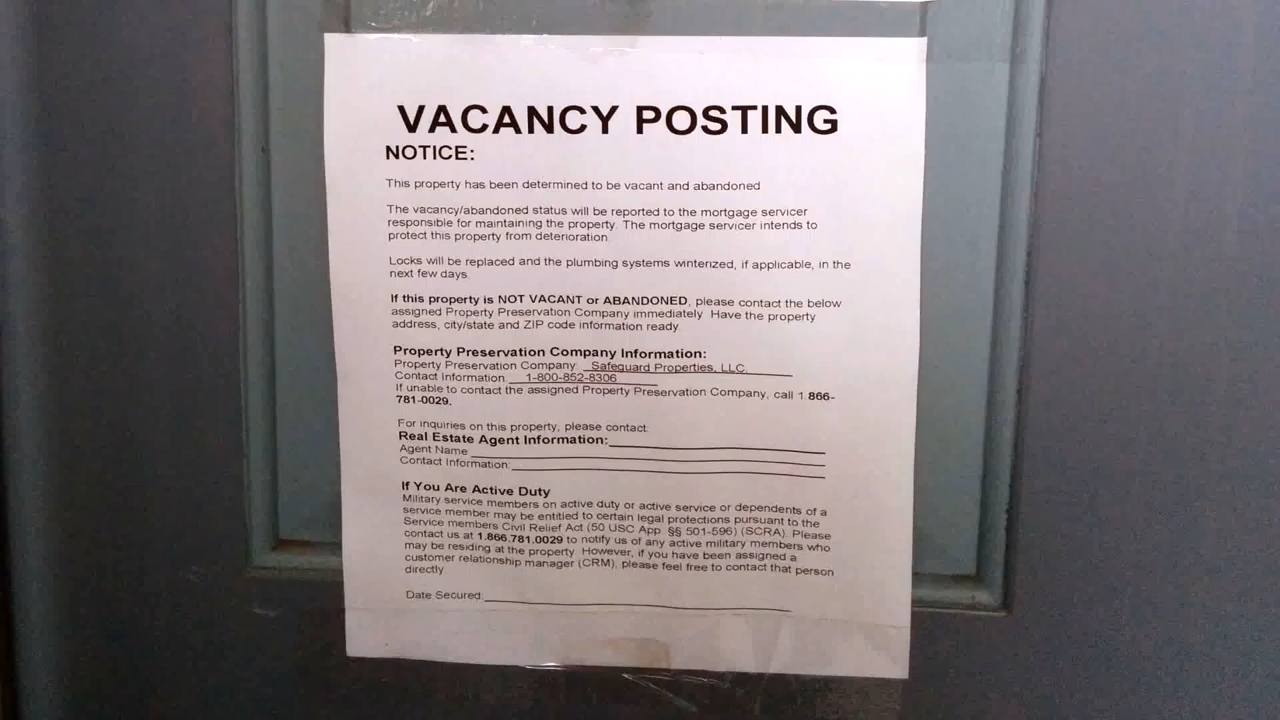 VACANCY POSTING
NOTICE:
This property has been determined to be vacant and abandoned
The vacancy/abandoned status will be reported to the mortgage servicer
responsible for maintaining the property. The mortgage servicer intends to
protect this property from deterioration.
Locks will be replaced and the plumbing systems winterized, if applicable, in the
next few days.
If this property is NOT VACANT or ABANDONED, please contact the below
assigned Property Preservation Company immediately. Have the property
address, city/state and ZIP code information ready.
Property Preservation Company Information:
Property Preservation Company: Safeguard Properties, LLC.
Contact Information: 1-800-852-8306
If unable to contact the assigned Property Preservation Company, call 1.866-
781-0029.
For inquiries on this property, please contact:
Real Estate Agent Information:
Agent Name
Contact Information:
If You Are Active Duty
Military service members on active duty or active service or dependents of a
service member may be entitled to certain legal protections pursuant to the
Service members Civil Relief Act (50 USC App. §§ 501-596) (SCRA). Please
contact us at 1.866.781.0029 to notify us of any active military members who
may be residing at the property. However, if you have been assigned a
customer relationship manager (CRM), please feel free to contact that person
directly.
Date Secured: